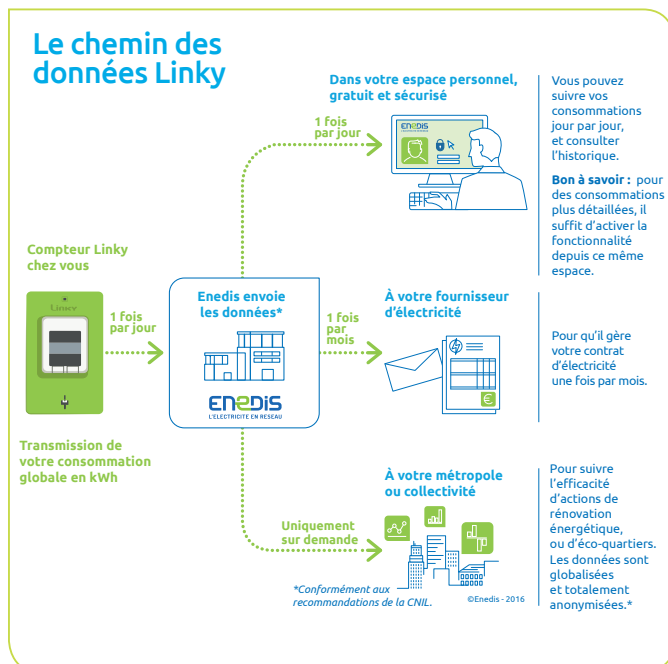 Le chemin des
données Linky
Dans votre espace personnel,
gratuit et sécurisé
1 fois
par jour
ENEDIS
L'ELECTRICITE EN RESEAU
Vous pouvez
suivre vos
consommations
jour par jour,
et consulter
l'historique.
Bon à savoir : pour
des consommations
plus détaillées, il
suffit d'activer la
fonctionnalité
depuis ce même
espace.
Compteur Linky
chez vous
Linky
1 fois
par jour
Enedis envoie
les données*
ENEDIS
L'ELECTRICITE EN RESEAU
1 fois
par
mois
À votre fournisseur
d'électricité
€
Pour qu'il gère
votre contrat
d'électricité
une fois par mois.
Transmission de
votre consommation
globale en kWh
Uniquement
sur demande
À votre métropole
ou collectivité
Pour suivre
l'efficacité
d'actions de
rénovation
énergétique,
ou d'éco-quartiers.
Les données sont
globalisées
et totalement
anonymisées.*
*Conformément aux
recommandations de la CNIL.
©Enedis - 2016